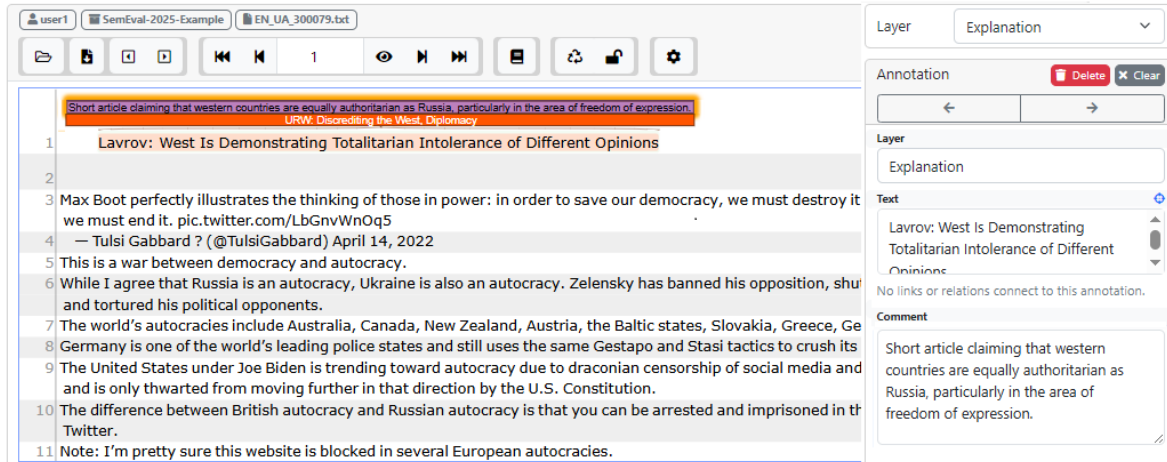 user1 SemEval-2025-Example EN_UA_300079.txt
1
Short article claiming that western countries are equally authoritarian as Russia, particularly in the area of freedom of expression.
URW: Discrediting the West, Diplomacy
1 Lavrov: West Is Demonstrating Totalitarian Intolerance of Different Opinions
2
3 Max Boot perfectly illustrates the thinking of those in power: in order to save our democracy, we must destroy it
we must end it. pic.twitter.com/LbGnvWnOq5
4 — Tulsi Gabbard ? (@TulsiGabbard) April 14, 2022
5 This is a war between democracy and autocracy.
6 While I agree that Russia is an autocracy, Ukraine is also an autocracy. Zelensky has banned his opposition, shu
and tortured his political opponents.
7 The world's autocracies include Australia, Canada, New Zealand, Austria, the Baltic states, Slovakia, Greece, Ge
8 Germany is one of the world's leading police states and still uses the same Gestapo and Stasi tactics to crush its
9 The United States under Joe Biden is trending toward autocracy due to draconian censorship of social media and
and is only thwarted from moving further in that direction by the U.S. Constitution.
10 The difference between British autocracy and Russian autocracy is that you can be arrested and imprisoned in th
Twitter.
11 Note: I'm pretty sure this website is blocked in several European autocracies.
Layer Explanation
Annotation Delete Clear
Layer
Explanation
Text
Lavrov: West Is Demonstrating
Totalitarian Intolerance of Different
Opinions
No links or relations connect to this annotation.
Comment
Short article claiming that western
countries are equally authoritarian as
Russia, particularly in the area of
freedom of expression.